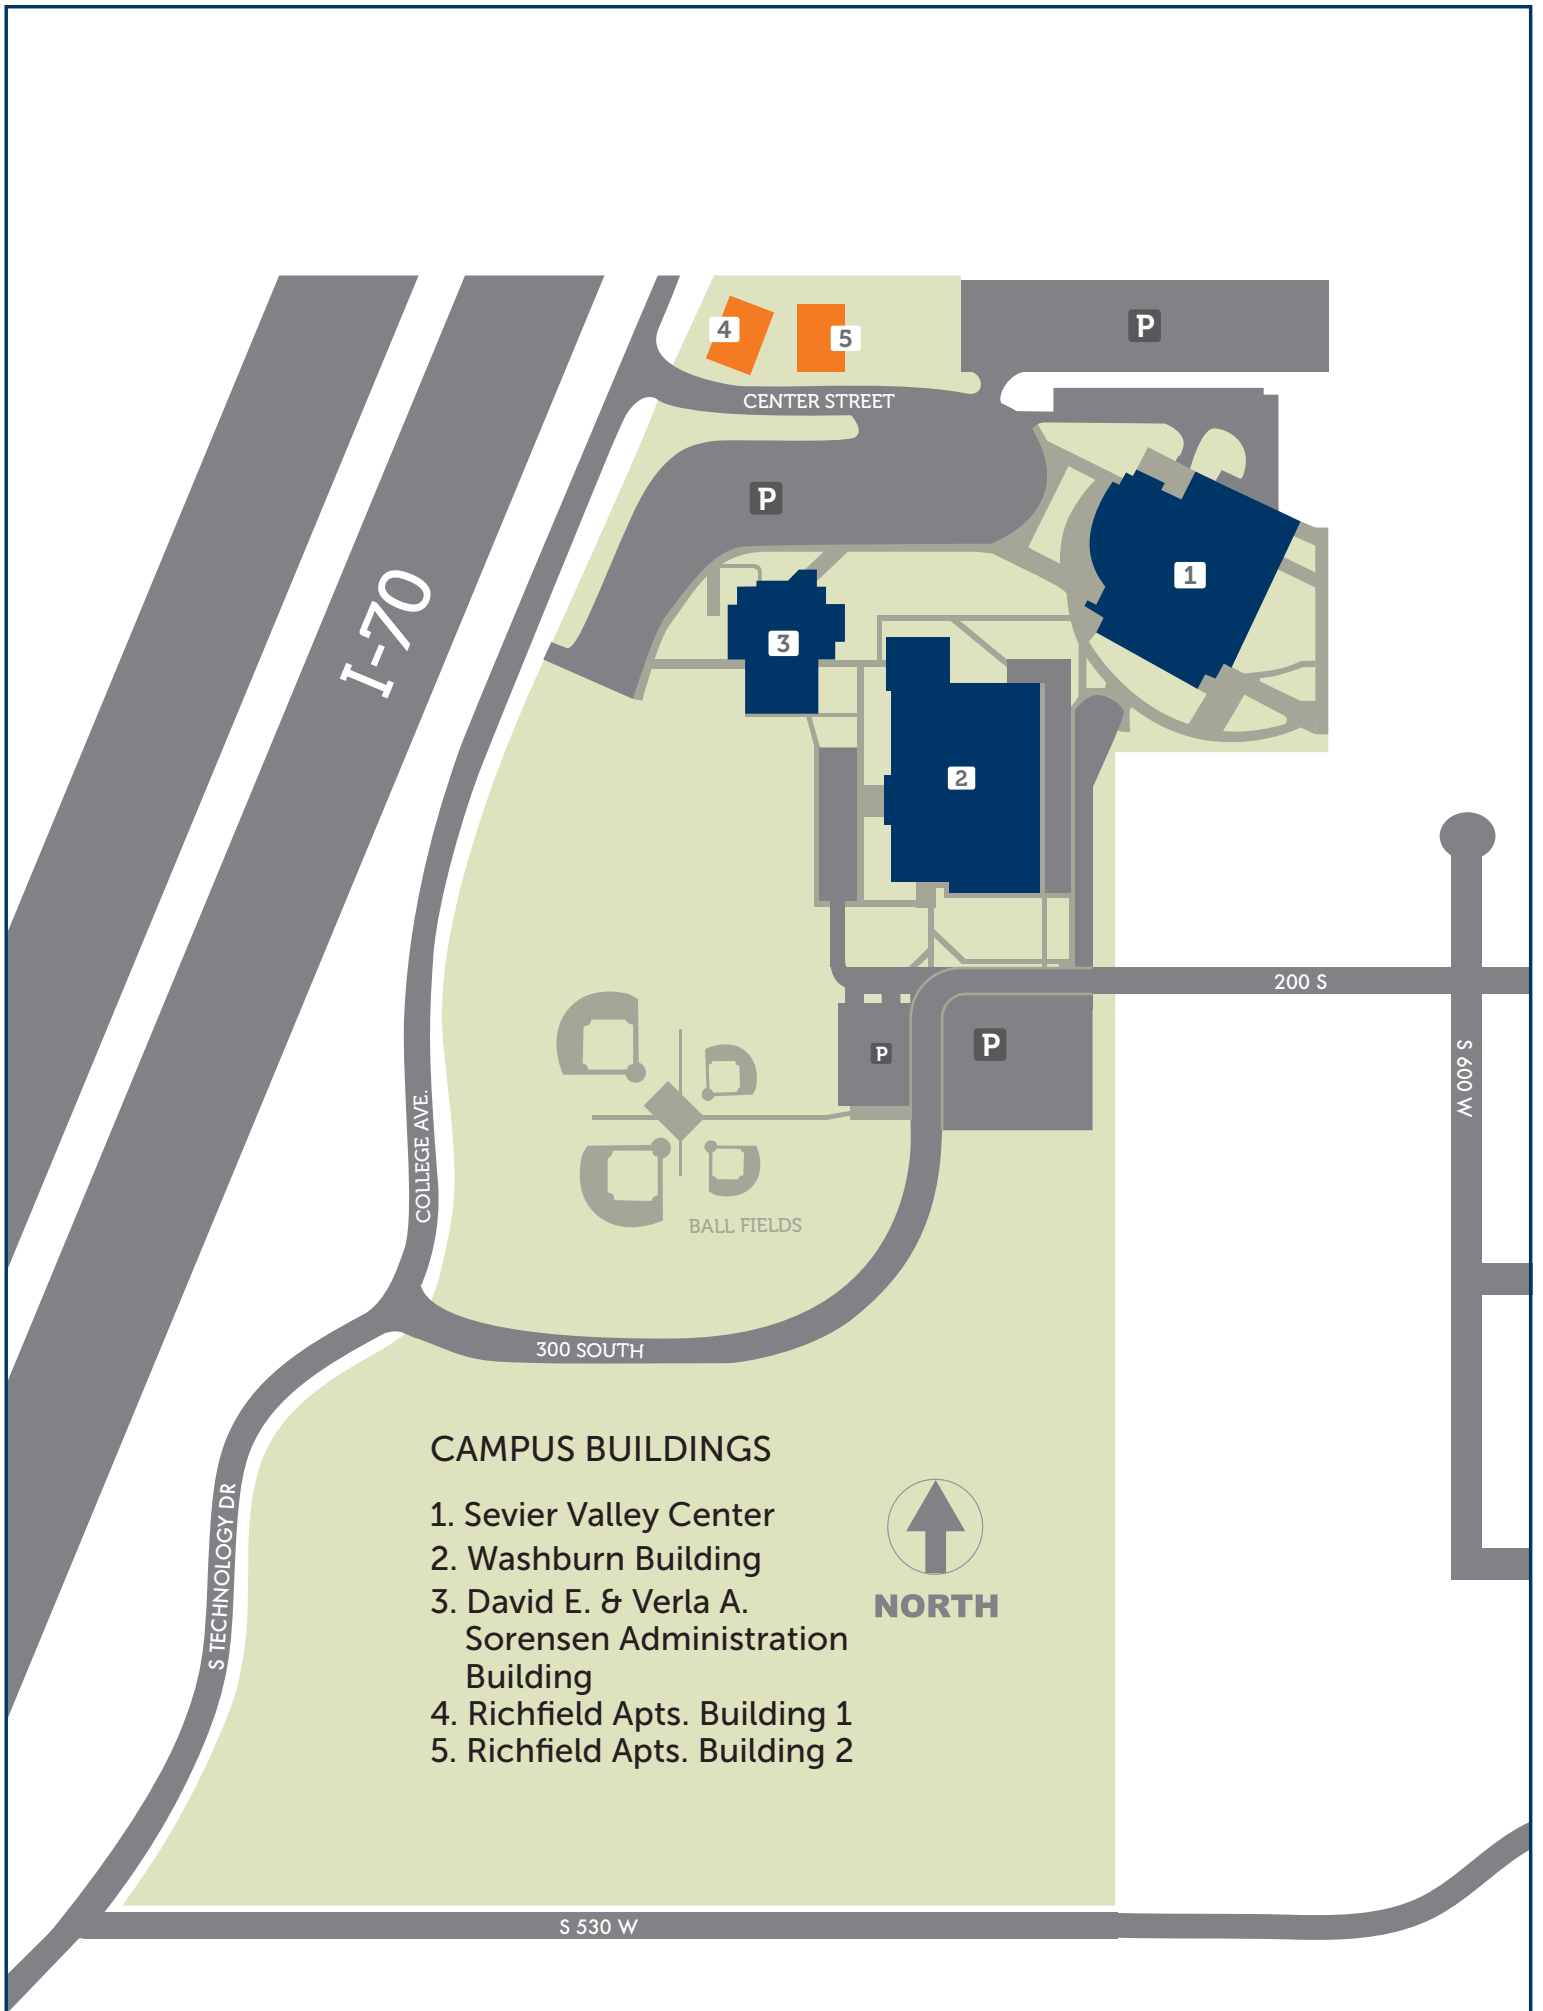 4
5
P
CENTER STREET
P
I-70
1
3
2
200 S
P
P
S 600 W
COLLEGE AVE.
BALL FIELDS
300 SOUTH
CAMPUS BUILDINGS
1. Sevier Valley Center
2. Washburn Building
3. David E. & Verla A.
Sorensen Administration
Building
4. Richfield Apts. Building 1
5. Richfield Apts. Building 2
NORTH
S TECHNOLOGY DR
S 530 W